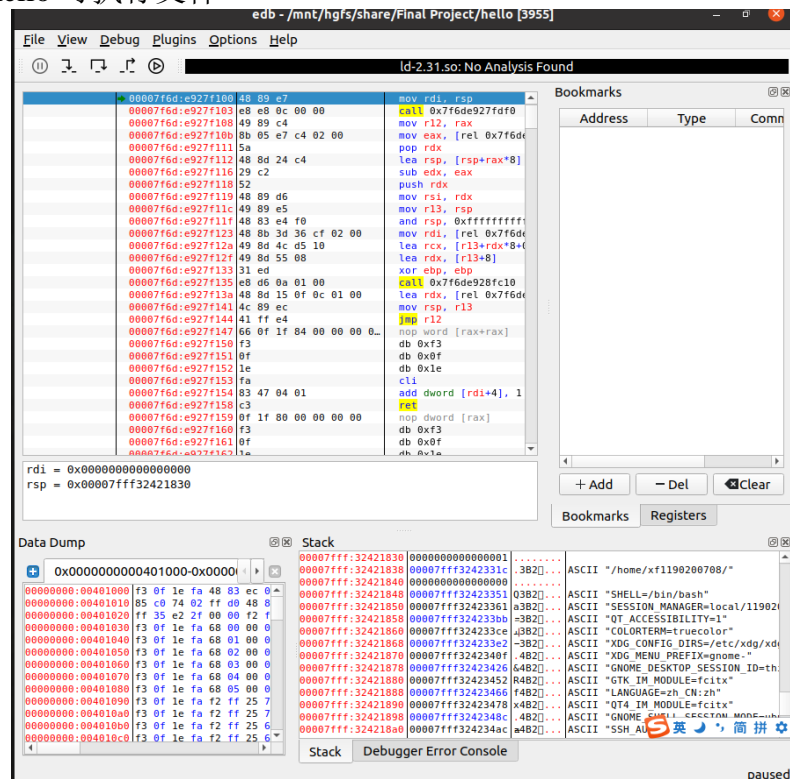 edb - /mnt/hgfs/share/Final Project/hello [3955]
File View Debug Plugins Options Help
ld-2.31.so: No Analysis Found
00007f6d:e927f100 48 89 e7 mov rdi, rsp
00007f6d:e927f103 e8 e8 0c 00 00 call 0x7f6de927fdf0
00007f6d:e927f108 49 89 c4 mov r12, rax
00007f6d:e927f10b 8b 05 e7 c4 02 00 mov eax, [rel 0x7f6de
00007f6d:e927f111 5a pop rdx
00007f6d:e927f112 48 8d 24 c4 lea rsp, [rsp+rax*8]
00007f6d:e927f116 29 c2 sub edx, eax
00007f6d:e927f118 52 push rdx
00007f6d:e927f119 48 89 d6 mov rsi, rdx
00007f6d:e927f11c 49 89 e5 mov r13, rsp
00007f6d:e927f11f 48 83 e4 f0 and rsp, 0xfffffffff
00007f6d:e927f123 48 8b 3d 36 cf 02 00 mov rdi, [rel 0x7f6de
00007f6d:e927f12a 49 8d 4c d5 10 lea rcx, [r13+rdx*8+
00007f6d:e927f12f 49 8d 55 08 lea rdx, [r13+8]
00007f6d:e927f133 31 ed xor ebp, ebp
00007f6d:e927f135 e8 d6 0a 01 00 call 0x7f6de928fc10
00007f6d:e927f13a 48 8d 15 0f 0c 01 00 lea rdx, [rel 0x7f6de
00007f6d:e927f141 4c 89 ec mov rsp, r13
00007f6d:e927f144 41 ff e4 jmp r12
00007f6d:e927f147 66 0f 1f 84 00 00 00 0… nop word [rax+rax]
00007f6d:e927f150 f3 db 0xf3
00007f6d:e927f151 0f db 0x0f
00007f6d:e927f152 1e db 0x1e
00007f6d:e927f153 fa cli
00007f6d:e927f154 83 47 04 01 add dword [rdi+4], 1
00007f6d:e927f158 c3 ret
00007f6d:e927f159 0f 1f 80 00 00 00 00 nop dword [rax]
00007f6d:e927f160 f3 db 0xf3
00007f6d:e927f161 0f db 0x0f
00007f6d:e927f162 1e db 0x1e
rdi = 0x0000000000000000
rsp = 0x00007fff32421830
Bookmarks
Address Type Comm
+ Add − Del Clear
Bookmarks Registers
Data Dump
0x0000000000401000-0x0000
00000000:00401000 f3 0f 1e fa 48 83 ec 0
00000000:00401010 85 c0 74 02 ff d0 48 8
00000000:00401020 ff 35 e2 2f 00 00 f2 f
00000000:00401030 f3 0f 1e fa 68 00 00 0
00000000:00401040 f3 0f 1e fa 68 01 00 0
00000000:00401050 f3 0f 1e fa 68 02 00 0
00000000:00401060 f3 0f 1e fa 68 03 00 0
00000000:00401070 f3 0f 1e fa 68 04 00 0
00000000:00401080 f3 0f 1e fa 68 05 00 0
00000000:00401090 f3 0f 1e fa f2 ff 25 7
00000000:004010a0 f3 0f 1e fa f2 ff 25 7
00000000:004010b0 f3 0f 1e fa f2 ff 25 6
00000000:004010c0 f3 0f 1e fa f2 ff 25 6
Stack
00007fff:32421830 0000000000000001 ........
00007fff:32421838 00007fff3242331c .3B2... ASCII "/home/xf1190200708/"
00007fff:32421840 0000000000000000 ........
00007fff:32421848 00007fff32423351 Q3B2... ASCII "SHELL=/bin/bash"
00007fff:32421850 00007fff32423361 a3B2... ASCII "SESSION_MANAGER=local/11902
00007fff:32421858 00007fff324233bb ASCII "QT_ACCESSIBILITY=1"
00007fff:32421860 00007fff324233ce ASCII "COLORTERM=truecolor"
00007fff:32421868 00007fff324233e2 ASCII "XDG_CONFIG_DIRS=/etc/xdg/xd
00007fff:32421870 00007fff3242340f .4B2... ASCII "XDG_MENU_PREFIX=gnome-"
00007fff:32421878 00007fff32423426 &4B2... ASCII "GNOME_DESKTOP_SESSION_ID=thi
00007fff:32421880 00007fff32423452 R4B2... ASCII "GTK_IM_MODULE=fcitx"
00007fff:32421888 00007fff32423466 f4B2... ASCII "LANGUAGE=zh_CN:zh"
00007fff:32421890 00007fff32423478 x4B2... ASCII "QT4_IM_MODULE=fcitx"
00007fff:32421898 00007fff3242348c .4B2... ASCII "GNOME_SHELL_SESSION_MODE=ub
00007fff:324218a0 00007fff324234ac ASCII "SSH_AU
英 简 拼
Stack Debugger Error Console
paused